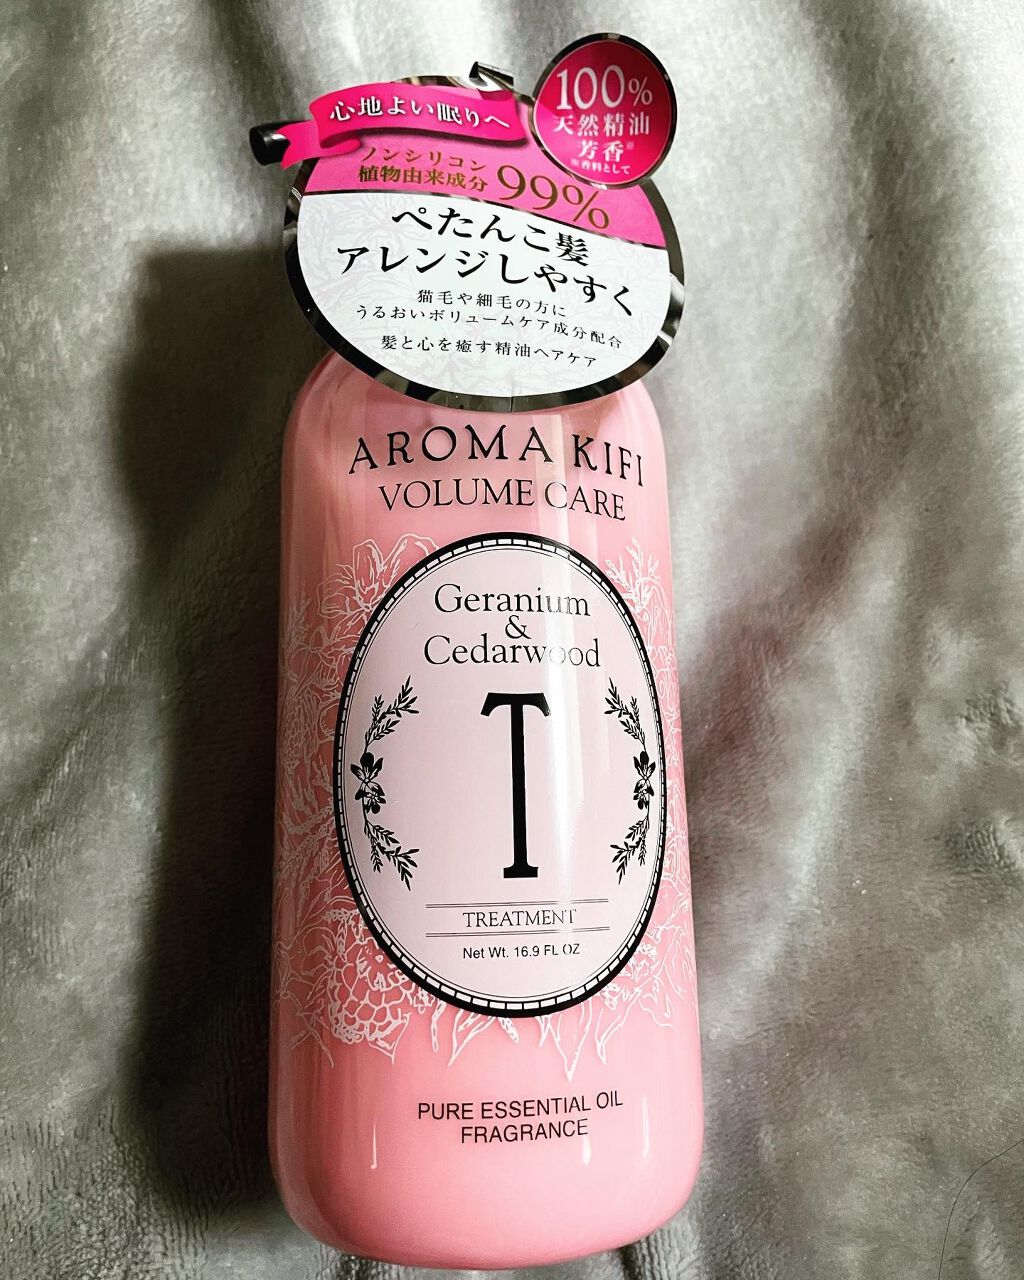 心地よい眠りへ
100%
天然精油
芳香※
※香料として
ノンシリコン
植物由来成分 99%
ぺたんこ髪
アレンジしやすく
猫毛や細毛の方に
うるおいボリュームケア成分配合
髪と心を癒す精油ヘアケア
AROMA KIFI
VOLUME CARE
Geranium
&
Cedarwood
T
TREATMENT
Net Wt. 16.9 FL OZ
PURE ESSENTIAL OIL
FRAGRANCE